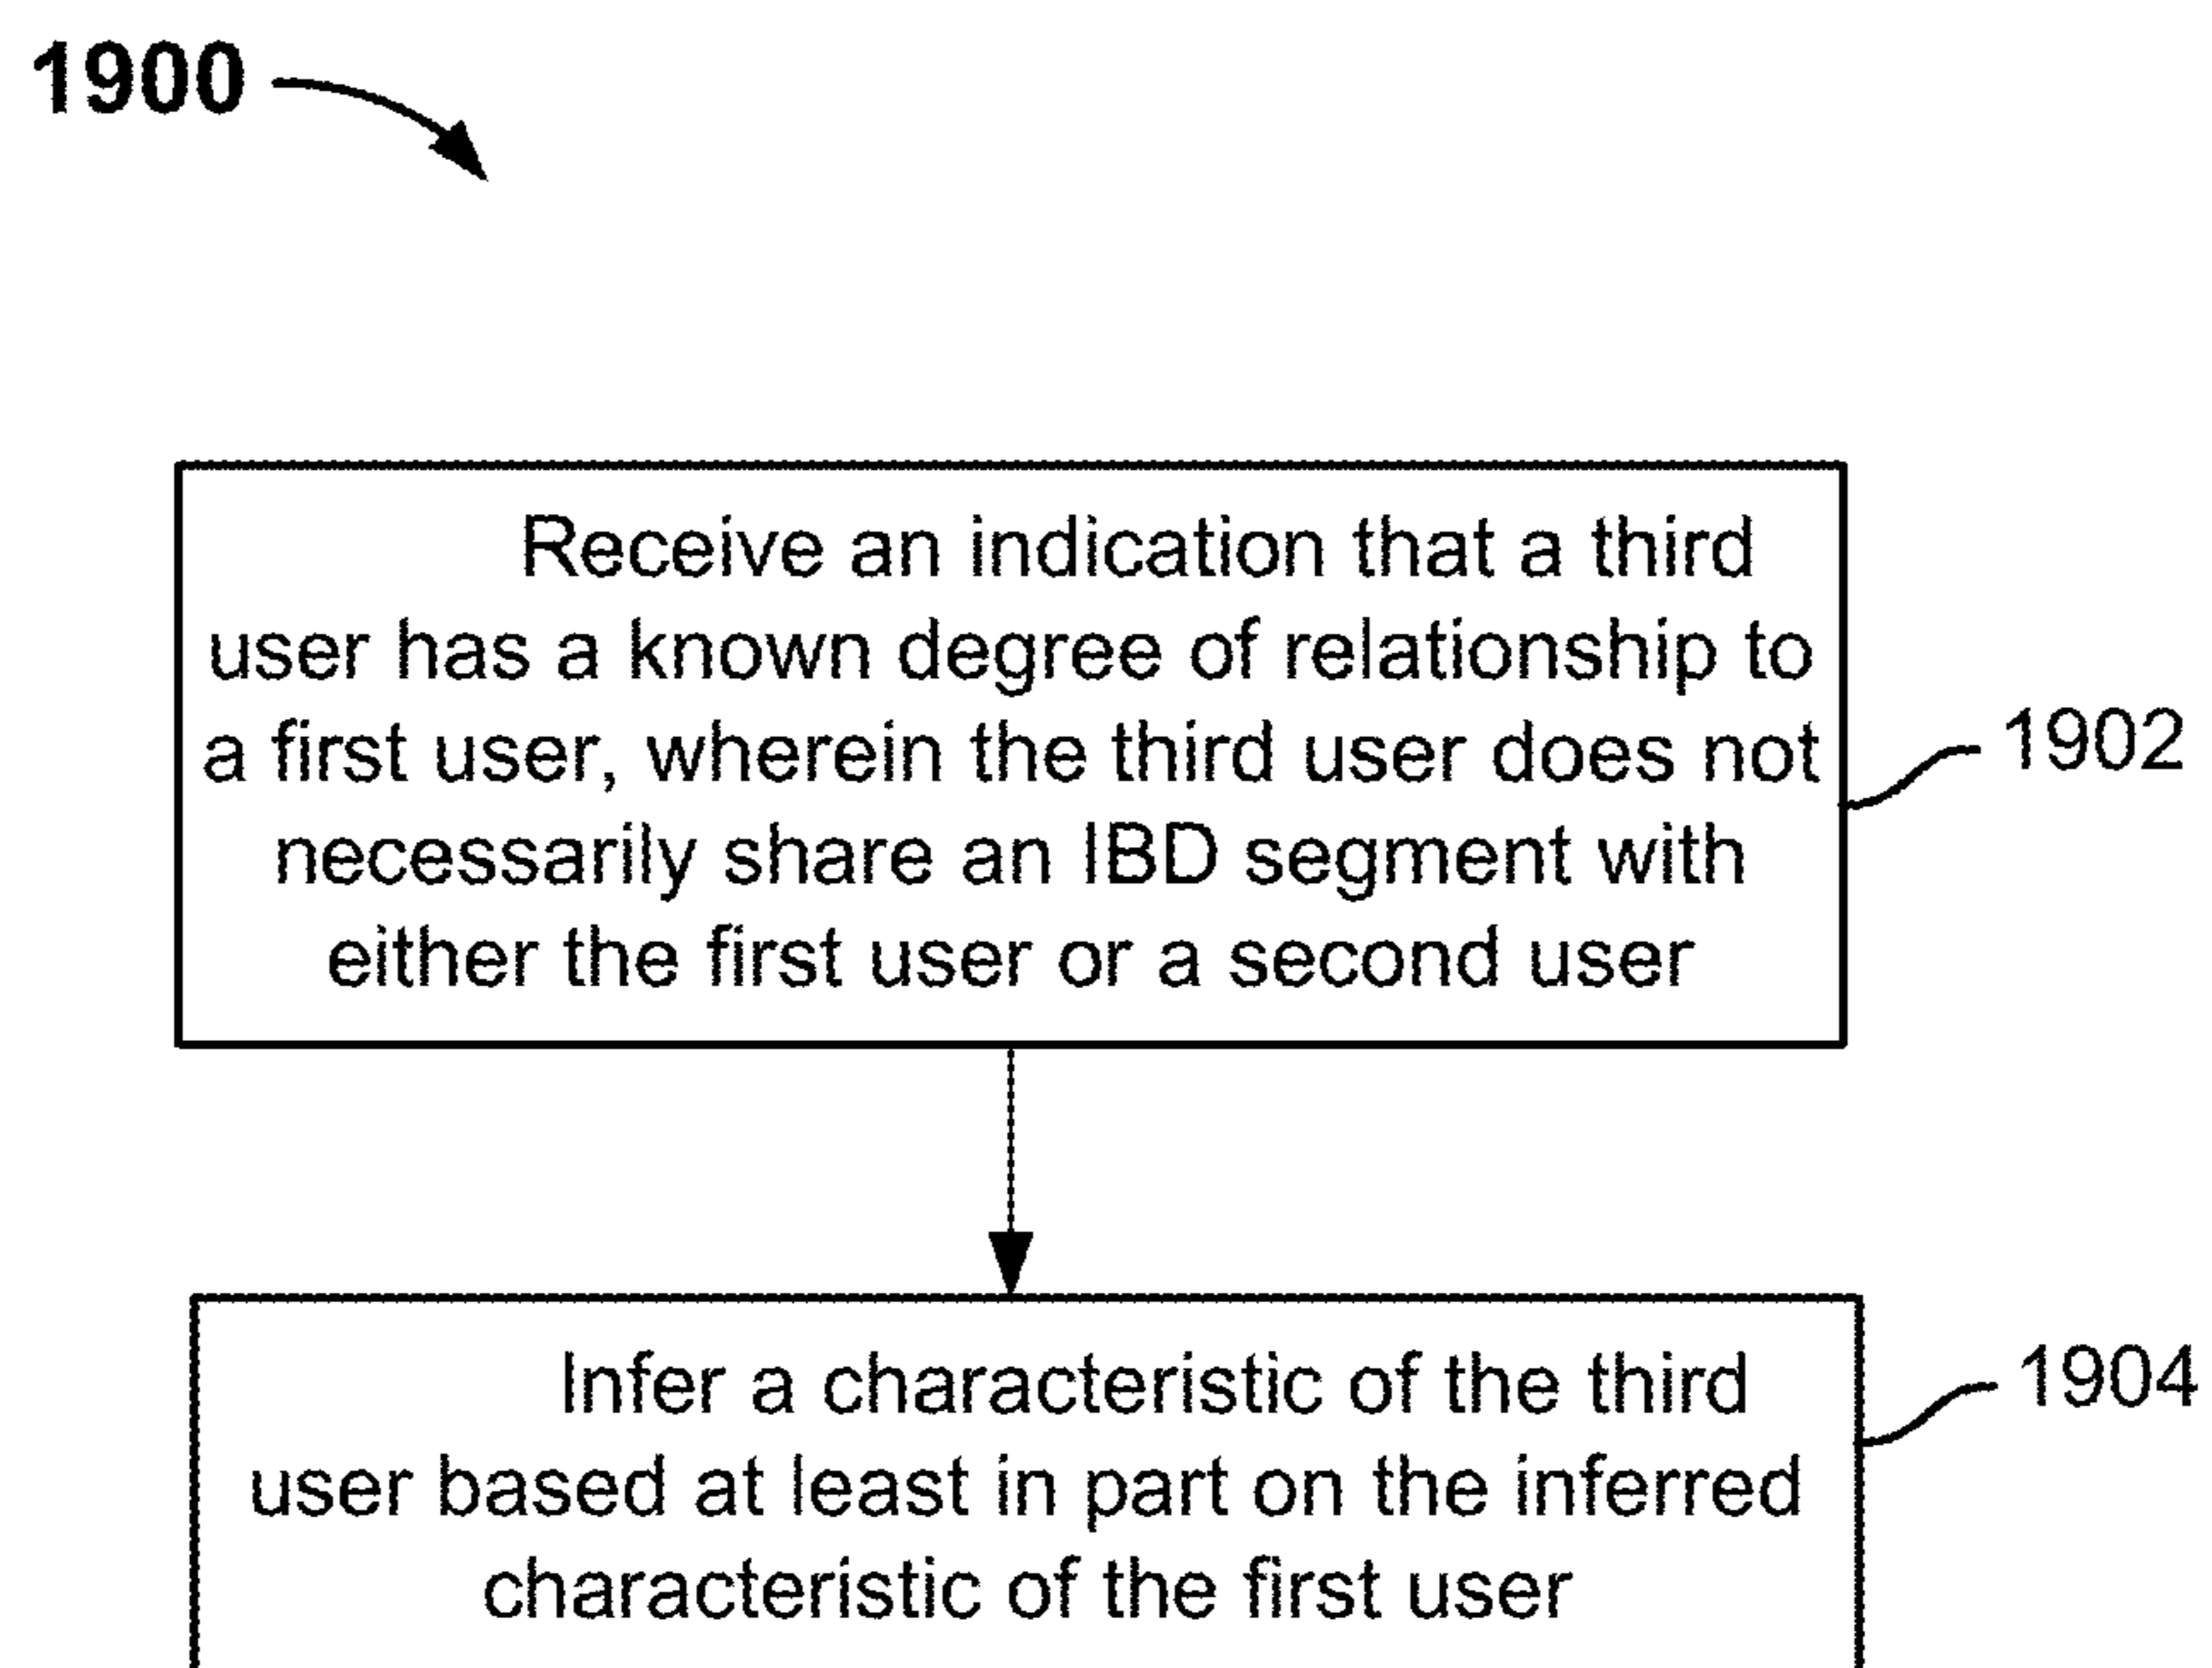 1900
Receive an indication that a third
user has a known degree of relationship to
a first user, wherein the third user does not
necessarily share an IBD segment with
either the first user or a second user
1902
Infer a characteristic of the third
user based at least in part on the inferred
characteristic of the first user
1904